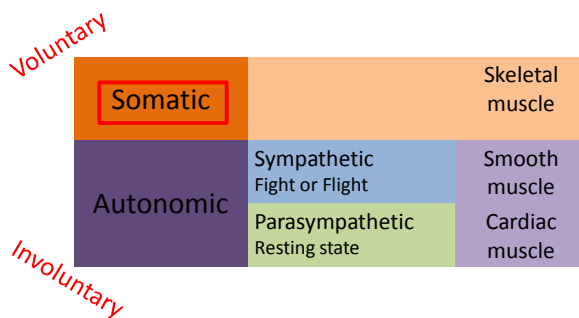 Voluntary
Somatic
Skeletal
muscle
Autonomic
Sympathetic
Fight or Flight
Smooth
muscle
Parasympathetic
Resting state
Cardiac
muscle
Involuntary